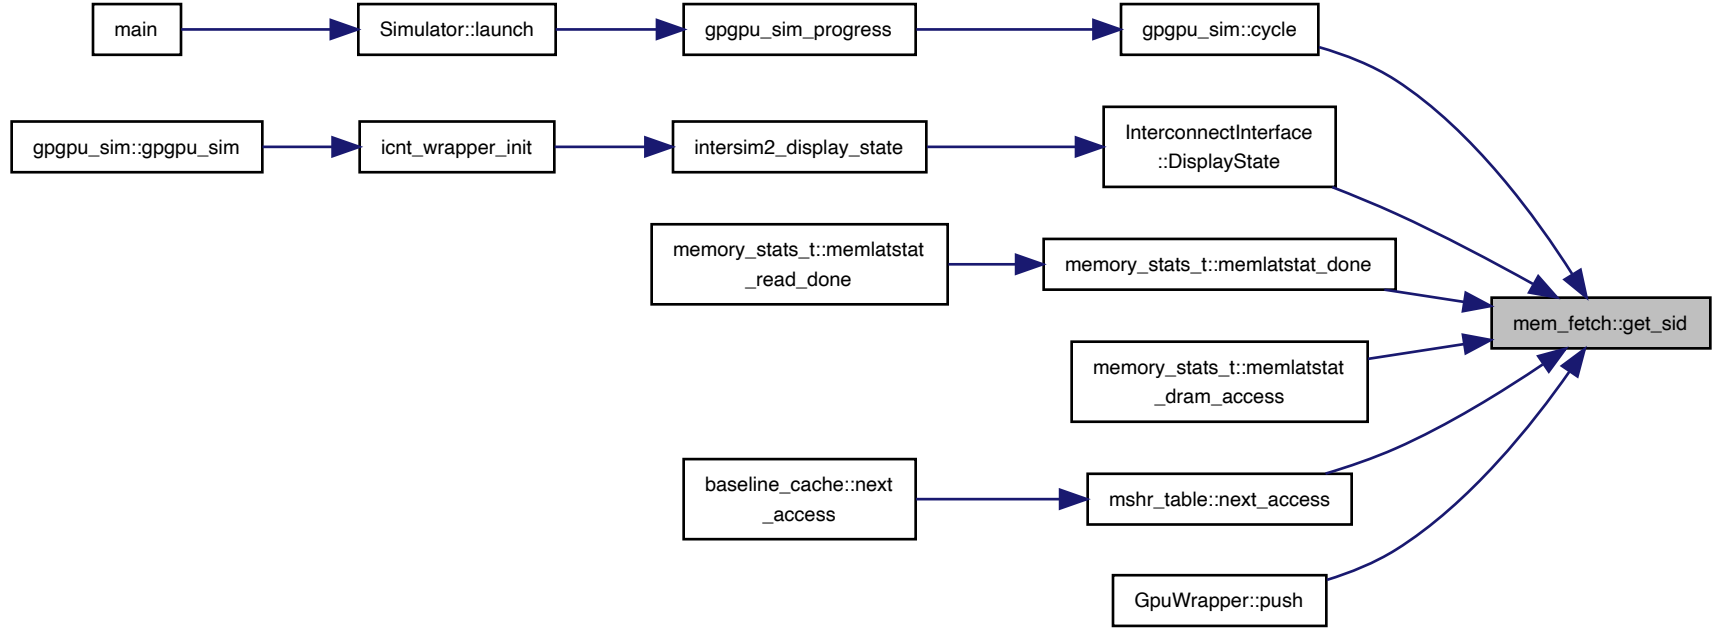 main
Simulator::launch
gpgpu_sim_progress
gpgpu_sim::cycle
gpgpu_sim::gpgpu_sim
icnt_wrapper_init
intersim2_display_state
InterconnectInterface
::DisplayState
memory_stats_t::memlatstat
_read_done
memory_stats_t::memlatstat_done
mem_fetch::get_sid
memory_stats_t::memlatstat
_dram_access
baseline_cache::next
_access
mshr_table::next_access
GpuWrapper::push